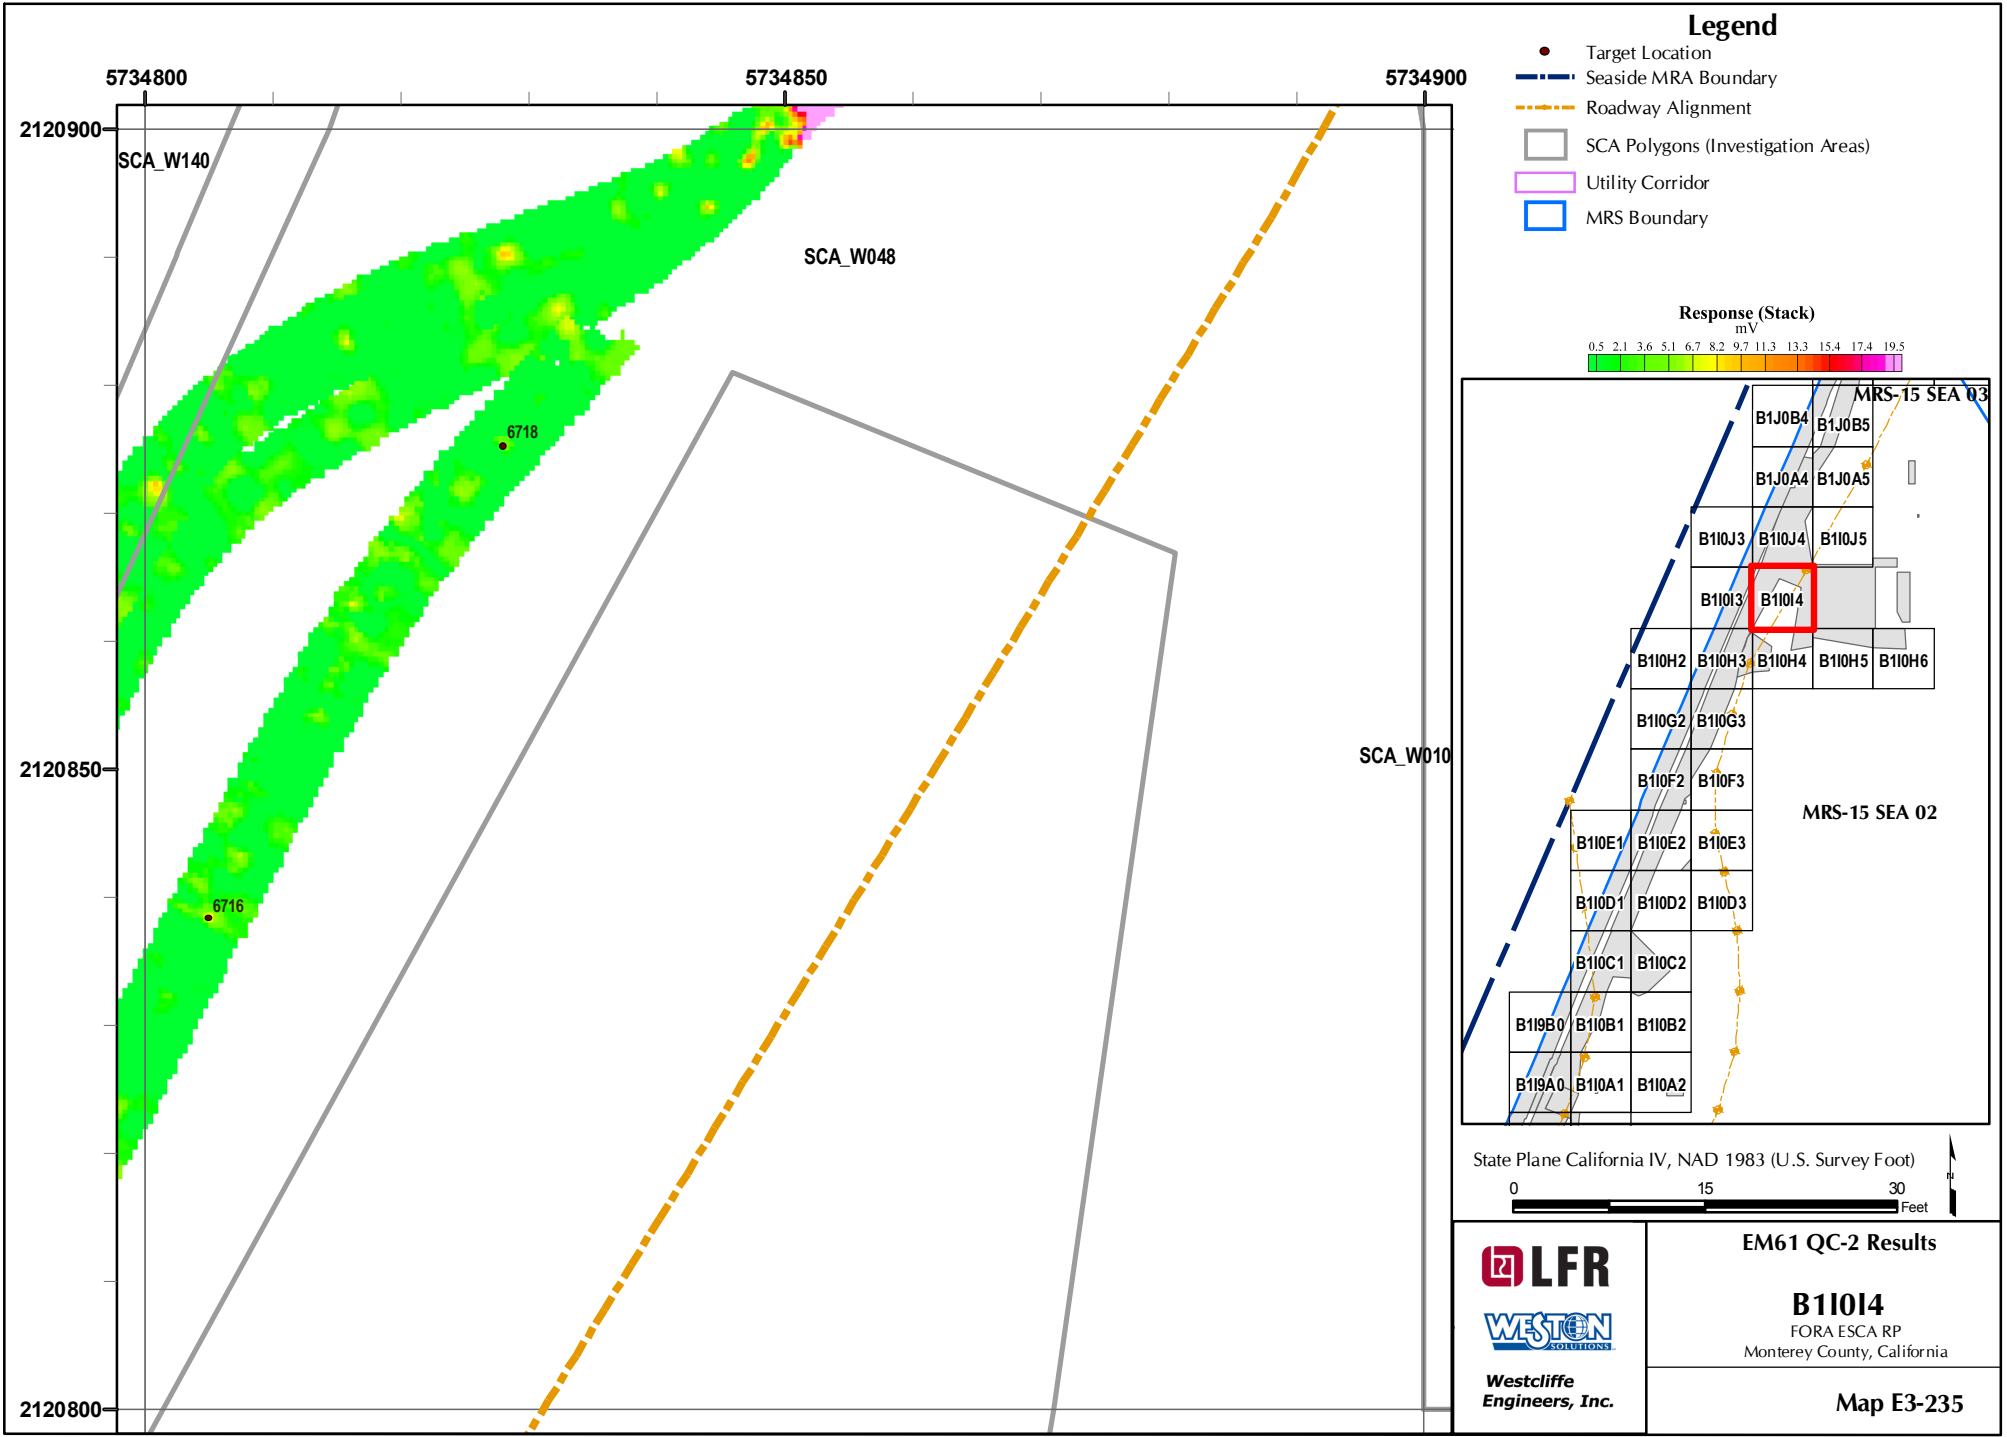 Legend
Target Location
Seaside MRA Boundary
Roadway Alignment
SCA Polygons (Investigation Areas)
Utility Corridor
MRS Boundary
5734800 5734850 5734900
2120900
2120850
2120800
SCA_W140
SCA_W048
SCA_W010
6718
6716
Response (Stack)
mV
0.5 2.1 3.6 5.1 6.7 8.2 9.7 11.3 13.3 15.4 17.4 19.5
MRS-15 SEA 03
B1J0B4 B1J0B5
B1J0A4 B1J0A5
B1I0J3 B1I0J4 B1I0J5
B1I0I3 B1I0I4
B1I0H2 B1I0H3 B1I0H4 B1I0H5 B1I0H6
B1I0G2 B1I0G3
B1I0F2 B1I0F3
MRS-15 SEA 02
B1I0E1 B1I0E2 B1I0E3
B1I0D1 B1I0D2 B1I0D3
B1I0C1 B1I0C2
B1I9B0 B1I0B1 B1I0B2
B1I9A0 B1I0A1 B1I0A2
State Plane California IV, NAD 1983 (U.S. Survey Foot)
N
0 15 30
Feet
LFR
WESTON
SOLUTIONS
Westcliffe
Engineers, Inc.
EM61 QC-2 Results
B1I0I4
FORA ESCA RP
Monterey County, California
Map E3-235